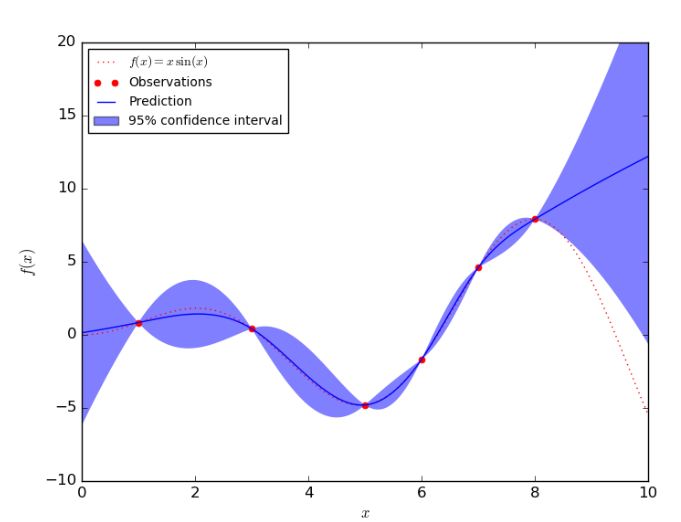 20
15
10
5
0
−5
−10
f(x)
f(x) = x sin(x)
Observations
Prediction
95% confidence interval
0 2 4 6 8 10
x